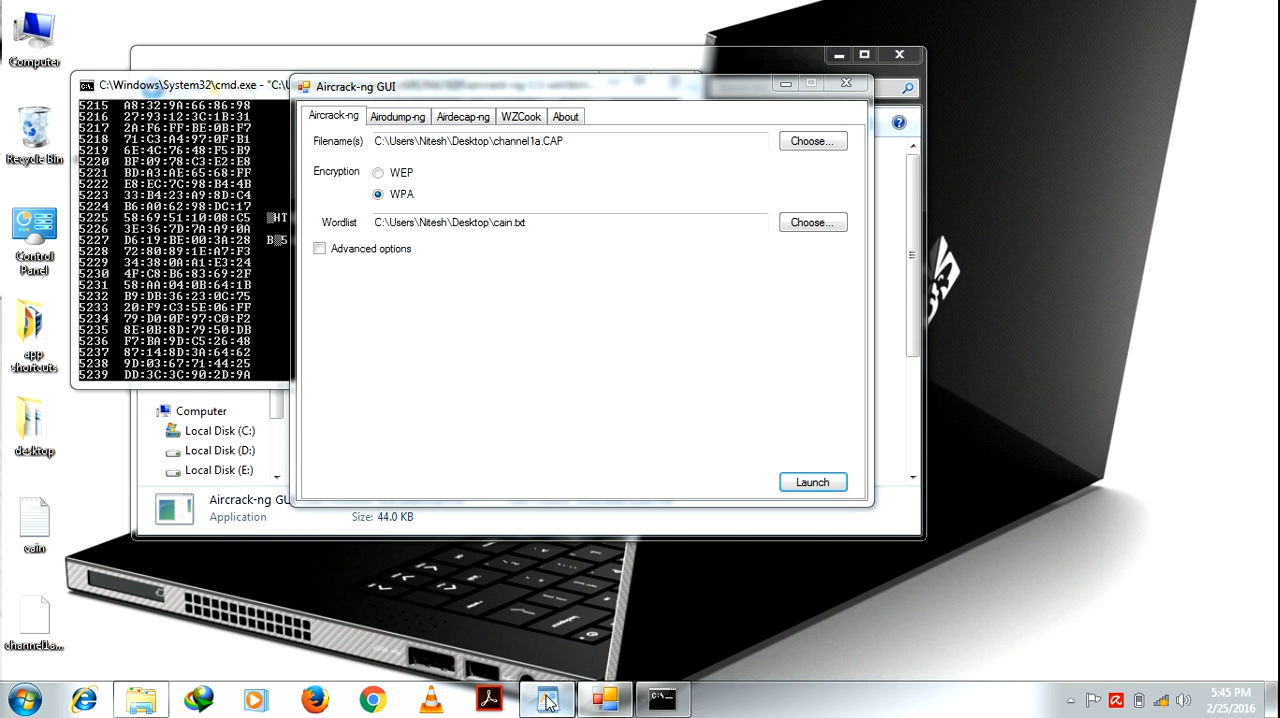 Computer
Recycle Bin
Control
Panel
app
shortcuts
desktop
cain
channel1a...
C:\Windows\System32\cmd.exe - "C:\U
5215 A8:32:9A:66:86:98
5216 27:93:13:8C:1B:31
5217 2A:F6:FF:BE:0B:F7
5218 71:C3:A4:97:0F:B1
5219 6E:4C:76:48:F5:B9
5220 BF:09:78:C3:E2:E8
5221 BD:A3:AE:65:68:FF
5222 E8:EC:7C:98:B4:4B
5223 33:B4:23:A9:8D:C4
5224 B6:A0:62:98:DC:17
5225 58:69:51:10:08:C5 ▒HT
5226 3E:36:7D:7A:A9:0A
5227 D6:19:BE:00:3A:28 B▒5
5228 72:80:89:1E:07:F3
5229 34:38:0A:A1:E3:24
5230 4F:C8:B6:83:69:2F
5231 58:AA:04:0B:64:1B
5232 B9:DB:36:23:0C:75
5233 20:F9:C3:5E:06:FF
5234 79:D0:0F:97:C0:F2
5235 8E:0B:8D:79:50:DB
5236 F7:BA:9D:C5:26:48
5237 87:14:8D:3A:64:62
5238 9D:03:67:71:44:25
5239 DD:3C:3C:90:2D:9A
Aircrack-ng GUI
Aircrack-ng Airodump-ng Airdecap-ng WZCook About
Filename(s) C:\Users\Nitesh\Desktop\channel1a.CAP Choose...
Encryption WEP
WPA
Wordlist C:\Users\Nitesh\Desktop\cain.txt Choose...
Advanced options
Launch
Computer
Local Disk (C:)
Local Disk (D:)
Local Disk (E:)
Aircrack-ng GU
Application Size: 44.0 KB
5:45 PM
2/25/2016